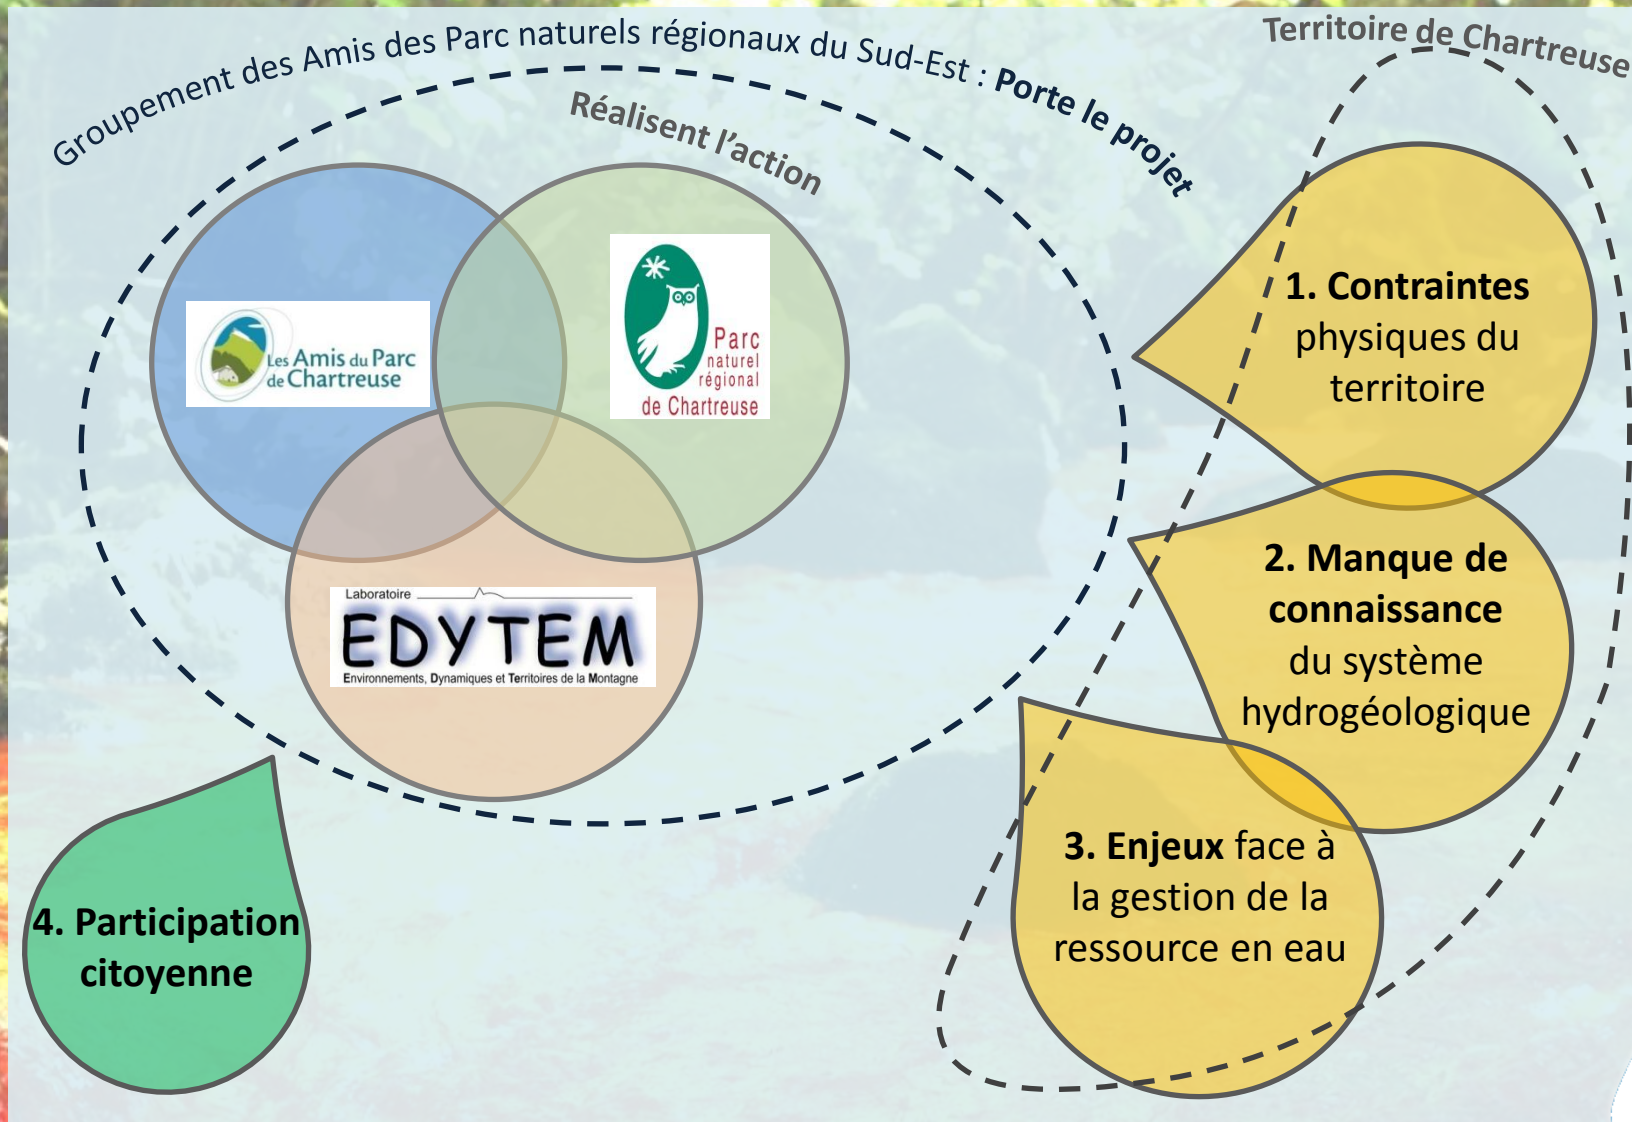 Groupement des Amis des Parc naturels régionaux du Sud-Est : Porte le projet
Réalisent l’action
Territoire de Chartreuse
Les Amis du Parc
de Chartreuse
Parc
naturel
régional
de Chartreuse
Laboratoire
EDYTEM
Environnements, Dynamiques et Territoires de la Montagne
1. Contraintes
physiques du
territoire
2. Manque de
connaissance
du système
hydrogéologique
3. Enjeux face à
la gestion de la
ressource en eau
4. Participation
citoyenne